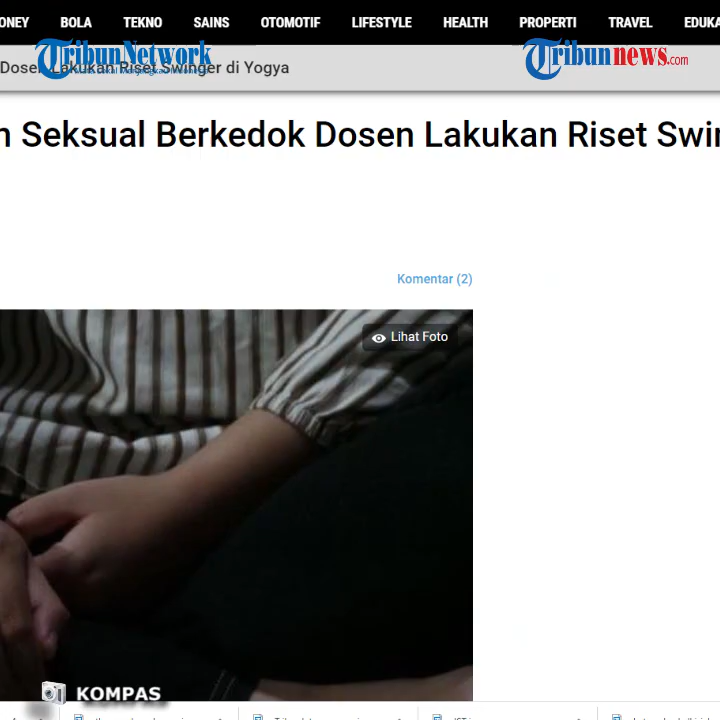 ONEY BOLA TEKNO SAINS OTOMOTIF LIFESTYLE HEALTH PROPERTI TRAVEL EDUKA
TribunNetwork
Tribunnews.com
Dosen Lakukan Riset Swinger di Yogya
n Seksual Berkedok Dosen Lakukan Riset Swin
Komentar (2)
Lihat Foto
KOMPAS